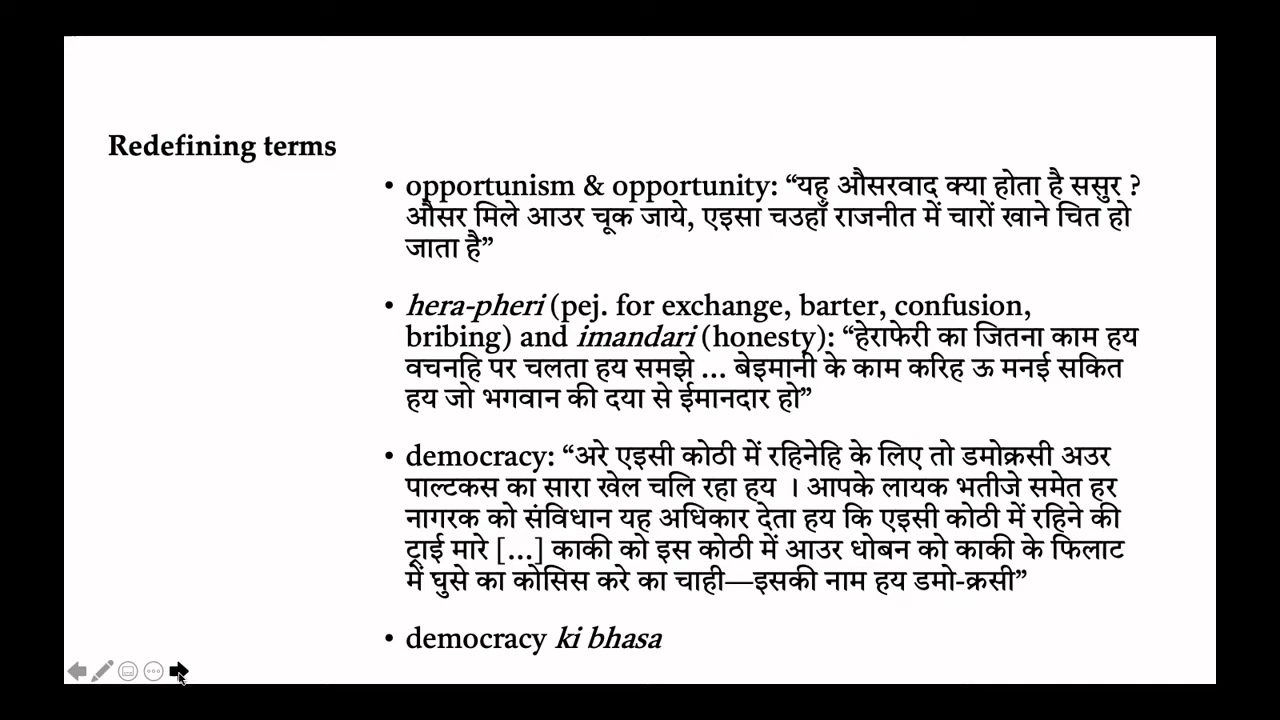 Redefining terms
• opportunism & opportunity: “यह औसरवाद क्या होता है ससुर ?
औसर मिले आउर चूक जाये, एइसा चउहाँ राजनीत में चारों खाने चित हो
जाता है”
• hera-pheri (pej. for exchange, barter, confusion,
bribing) and imandari (honesty): “हेराफेरी का जितना काम हय
वचनहि पर चलता हय समझे ... बेइमानी के काम करिह ऊ मनई सकित
हय जो भगवान की दया से ईमानदार हो”
• democracy: “अरे एइसी कोठी में रहिनेहि के लिए तो डमोक्रसी अउर
पाल्टकस का सारा खेल चलि रहा हय । आपके लायक भतीजे समेत हर
नागरक को संविधान यह अधिकार देता हय कि एइसी कोठी में रहिने की
ट्राई मारे [...] काकी को इस कोठी में आउर धोबन को काकी के फिलाट
में घुसे का कोसिस करे का चाही—इसकी नाम हय डमो-क्रसी”
• democracy ki bhasa